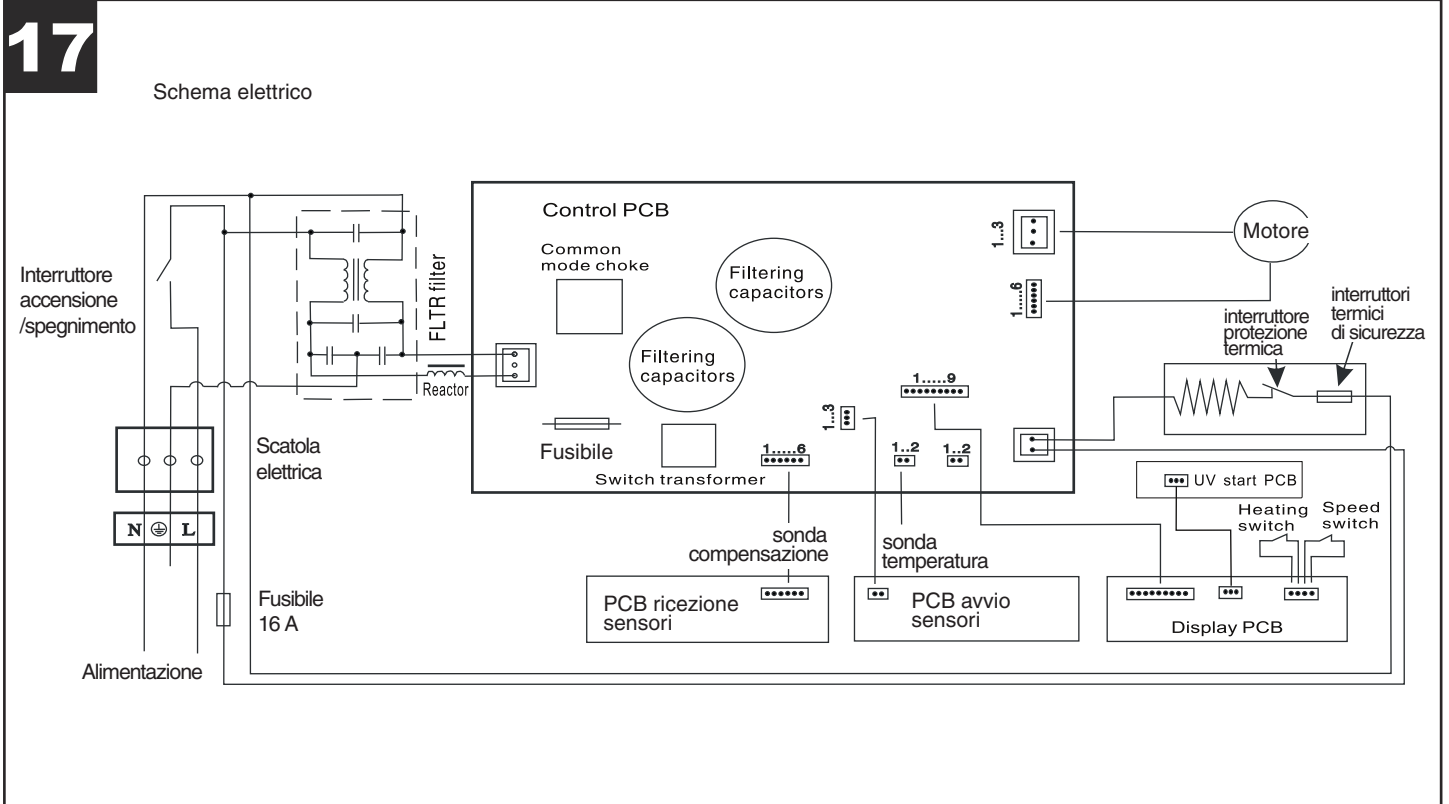 17
Schema elettrico
Interruttore
accensione
/spegnimento
FLTR filter
Reactor
Control PCB
Common
mode choke
Filtering
capacitors
Filtering
capacitors
Fusibile
Switch transformer
1.....6
1...3
1..2
1..2
1.....9
1...3
1.....6
Motore
interruttore
protezione
termica
interruttori
termici
di sicurezza
Scatola
elettrica
N
L
Fusibile
16 A
Alimentazione
sonda
compensazione
sonda
temperatura
PCB ricezione
sensori
PCB avvio
sensori
UV start PCB
Heating
switch
Speed
switch
Display PCB